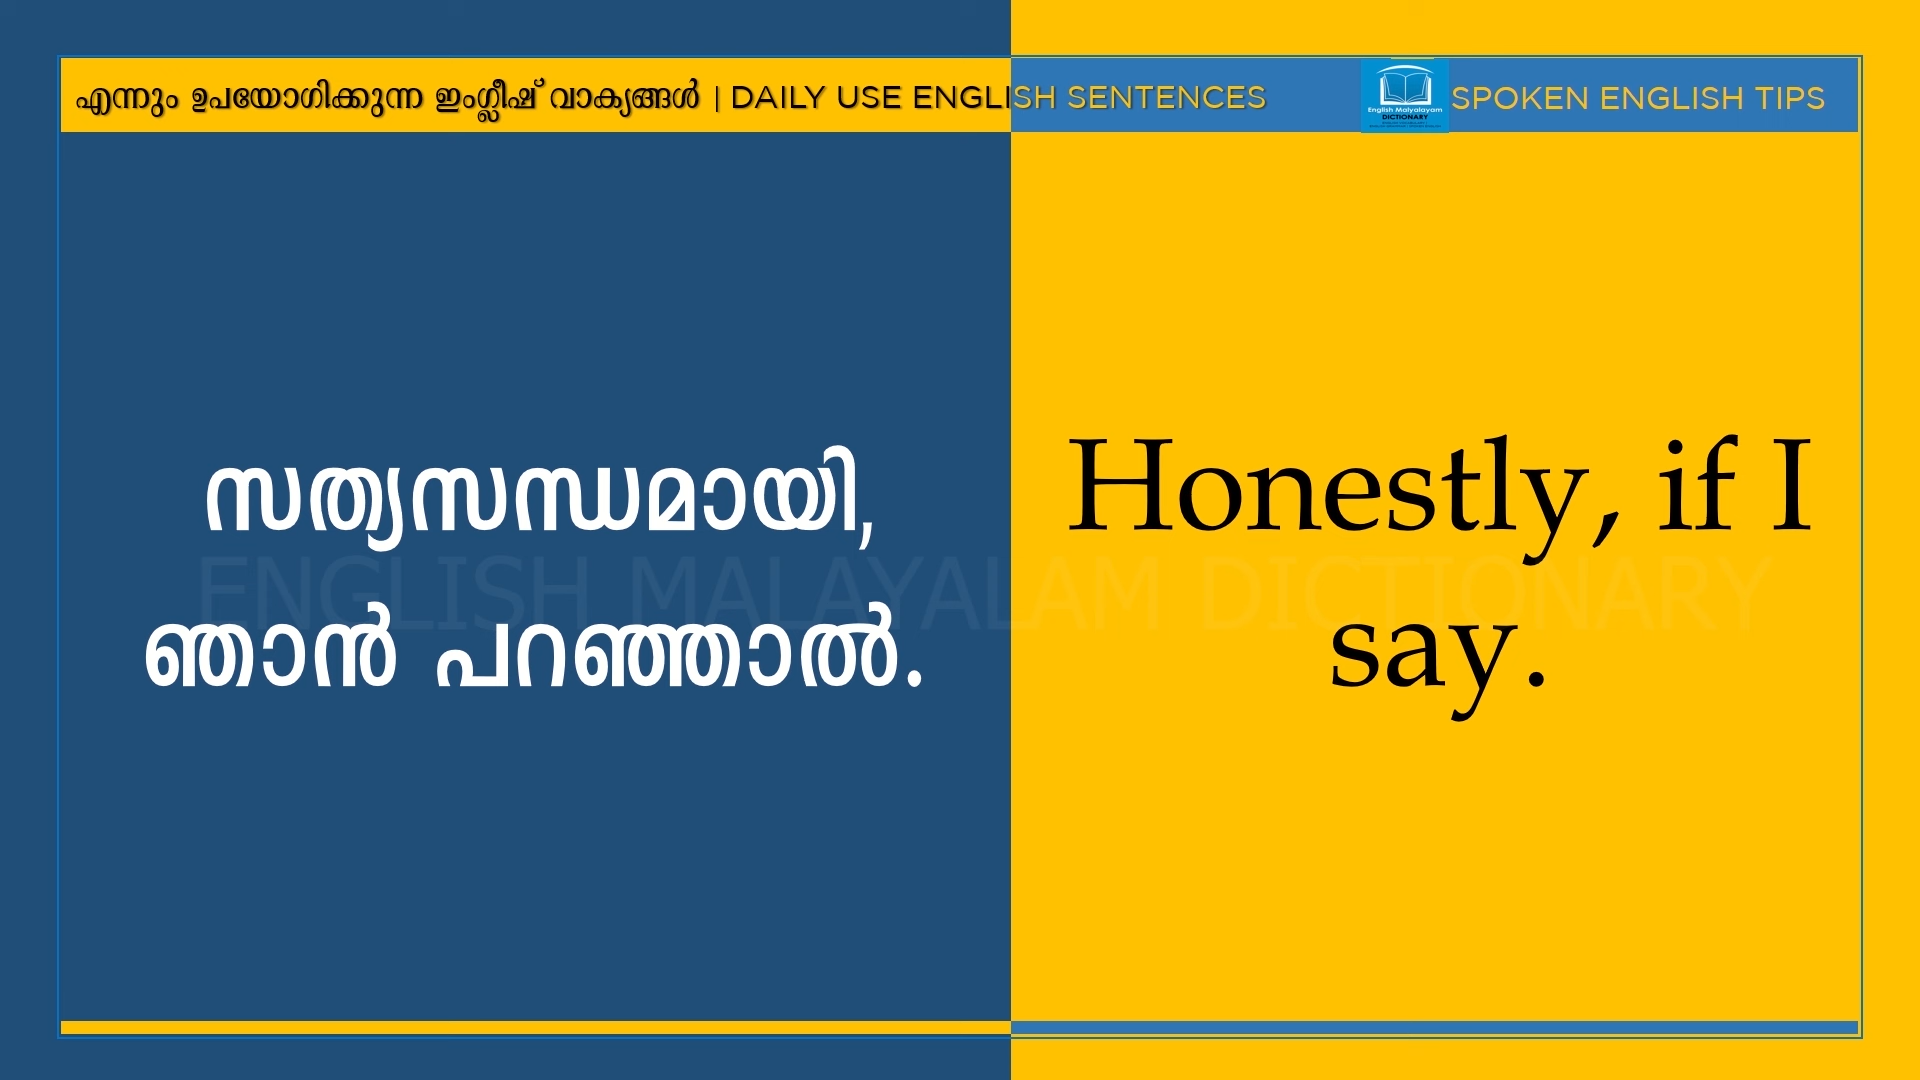 എന്നും ഉപയോഗിക്കുന്ന ഇംഗ്ലീഷ് വാക്യങ്ങൾ | DAILY USE ENGLISH SENTENCES
English Malyalayam
DICTIONARY
SPOKEN ENGLISH TIPS
സത്യസന്ധമായി,
ഞാൻ പറഞ്ഞാൽ.
Honestly, if I
say.
ENGLISH MALAYALAM DICTIONARY